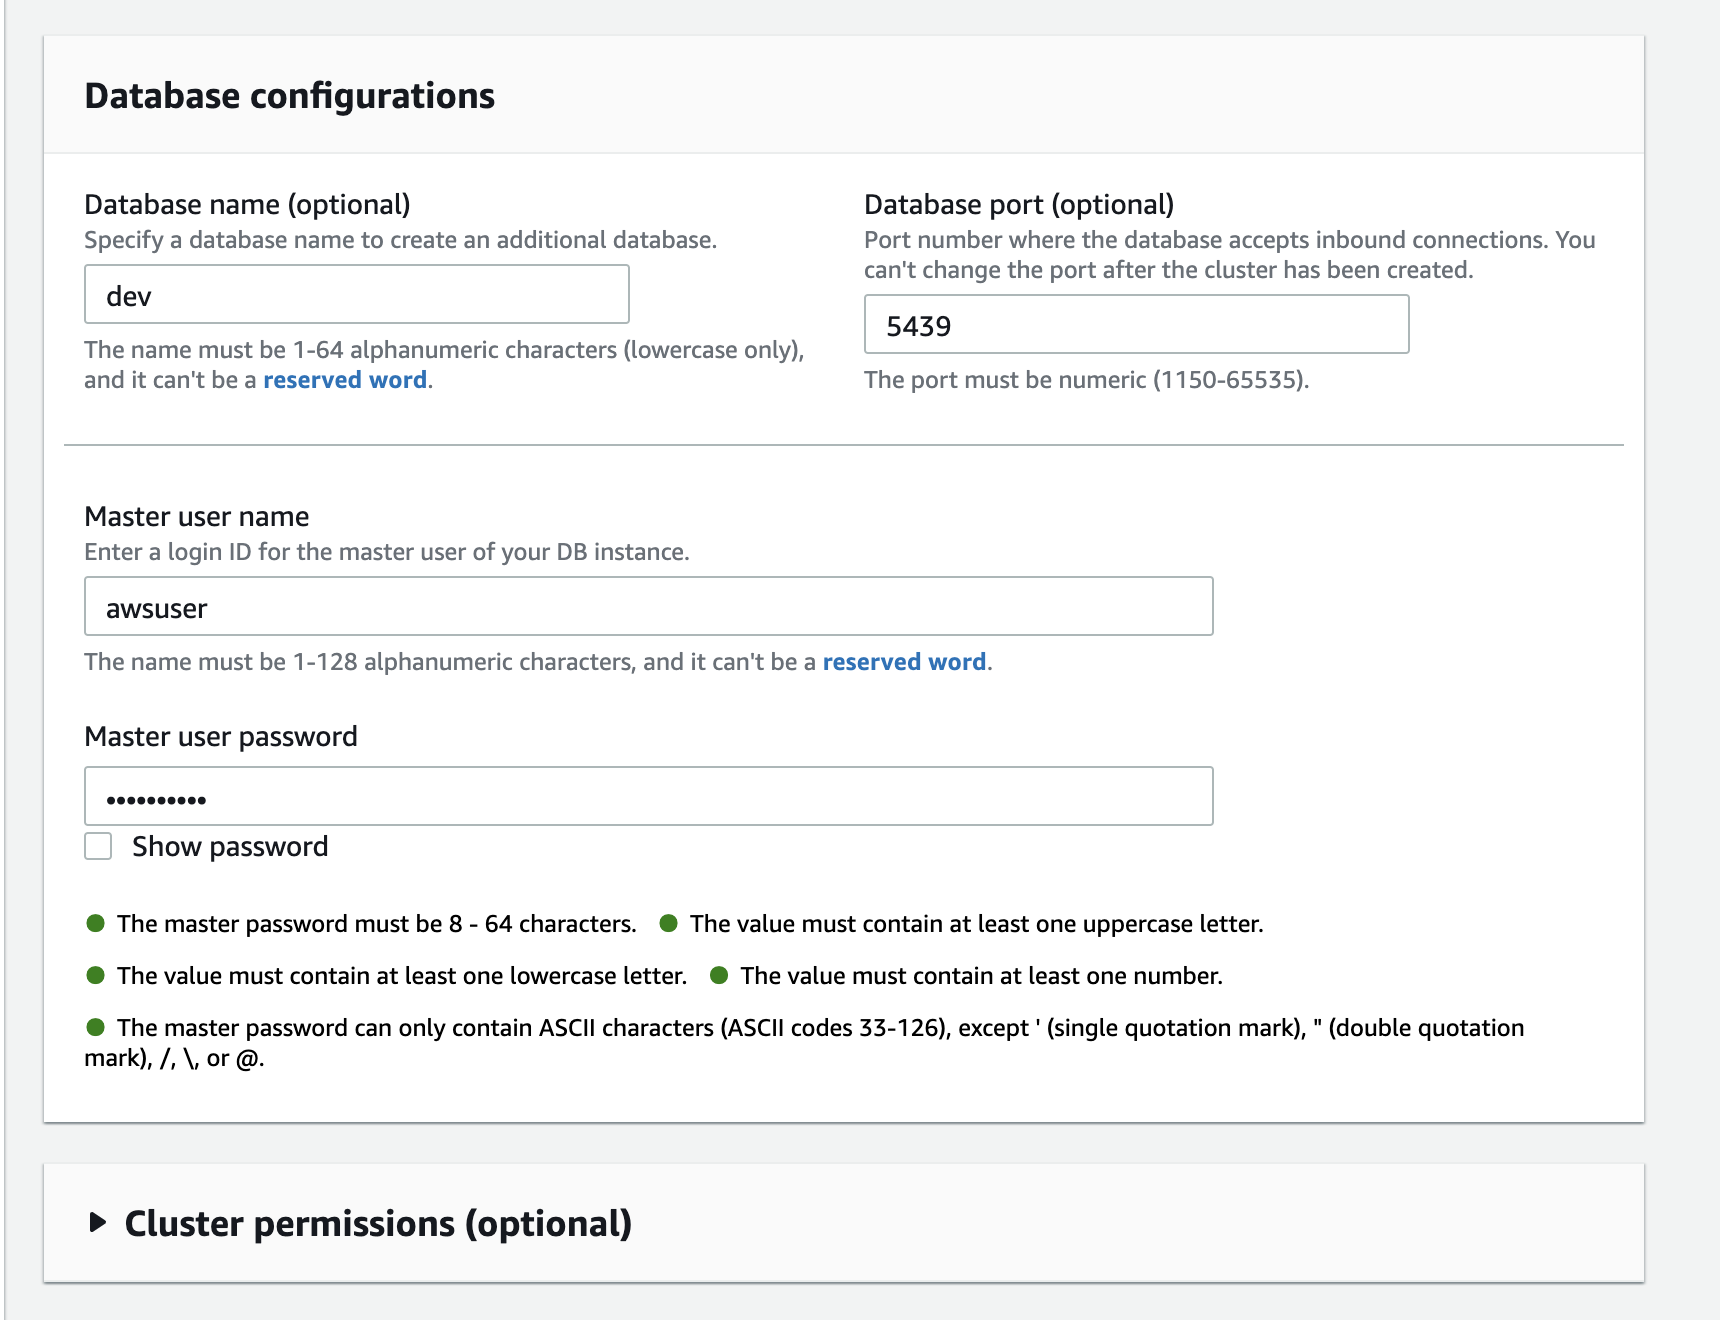 Database configurations
Database name (optional)
Specify a database name to create an additional database.
dev
The name must be 1-64 alphanumeric characters (lowercase only),
and it can't be a reserved word.
Database port (optional)
Port number where the database accepts inbound connections. You
can't change the port after the cluster has been created.
5439
The port must be numeric (1150-65535).
Master user name
Enter a login ID for the master user of your DB instance.
awsuser
The name must be 1-128 alphanumeric characters, and it can't be a reserved word.
Master user password
••••••••••
Show password
The master password must be 8 - 64 characters. The value must contain at least one uppercase letter.
The value must contain at least one lowercase letter. The value must contain at least one number.
The master password can only contain ASCII characters (ASCII codes 33-126), except ' (single quotation mark), " (double quotation
mark), /, \, or @.
Cluster permissions (optional)